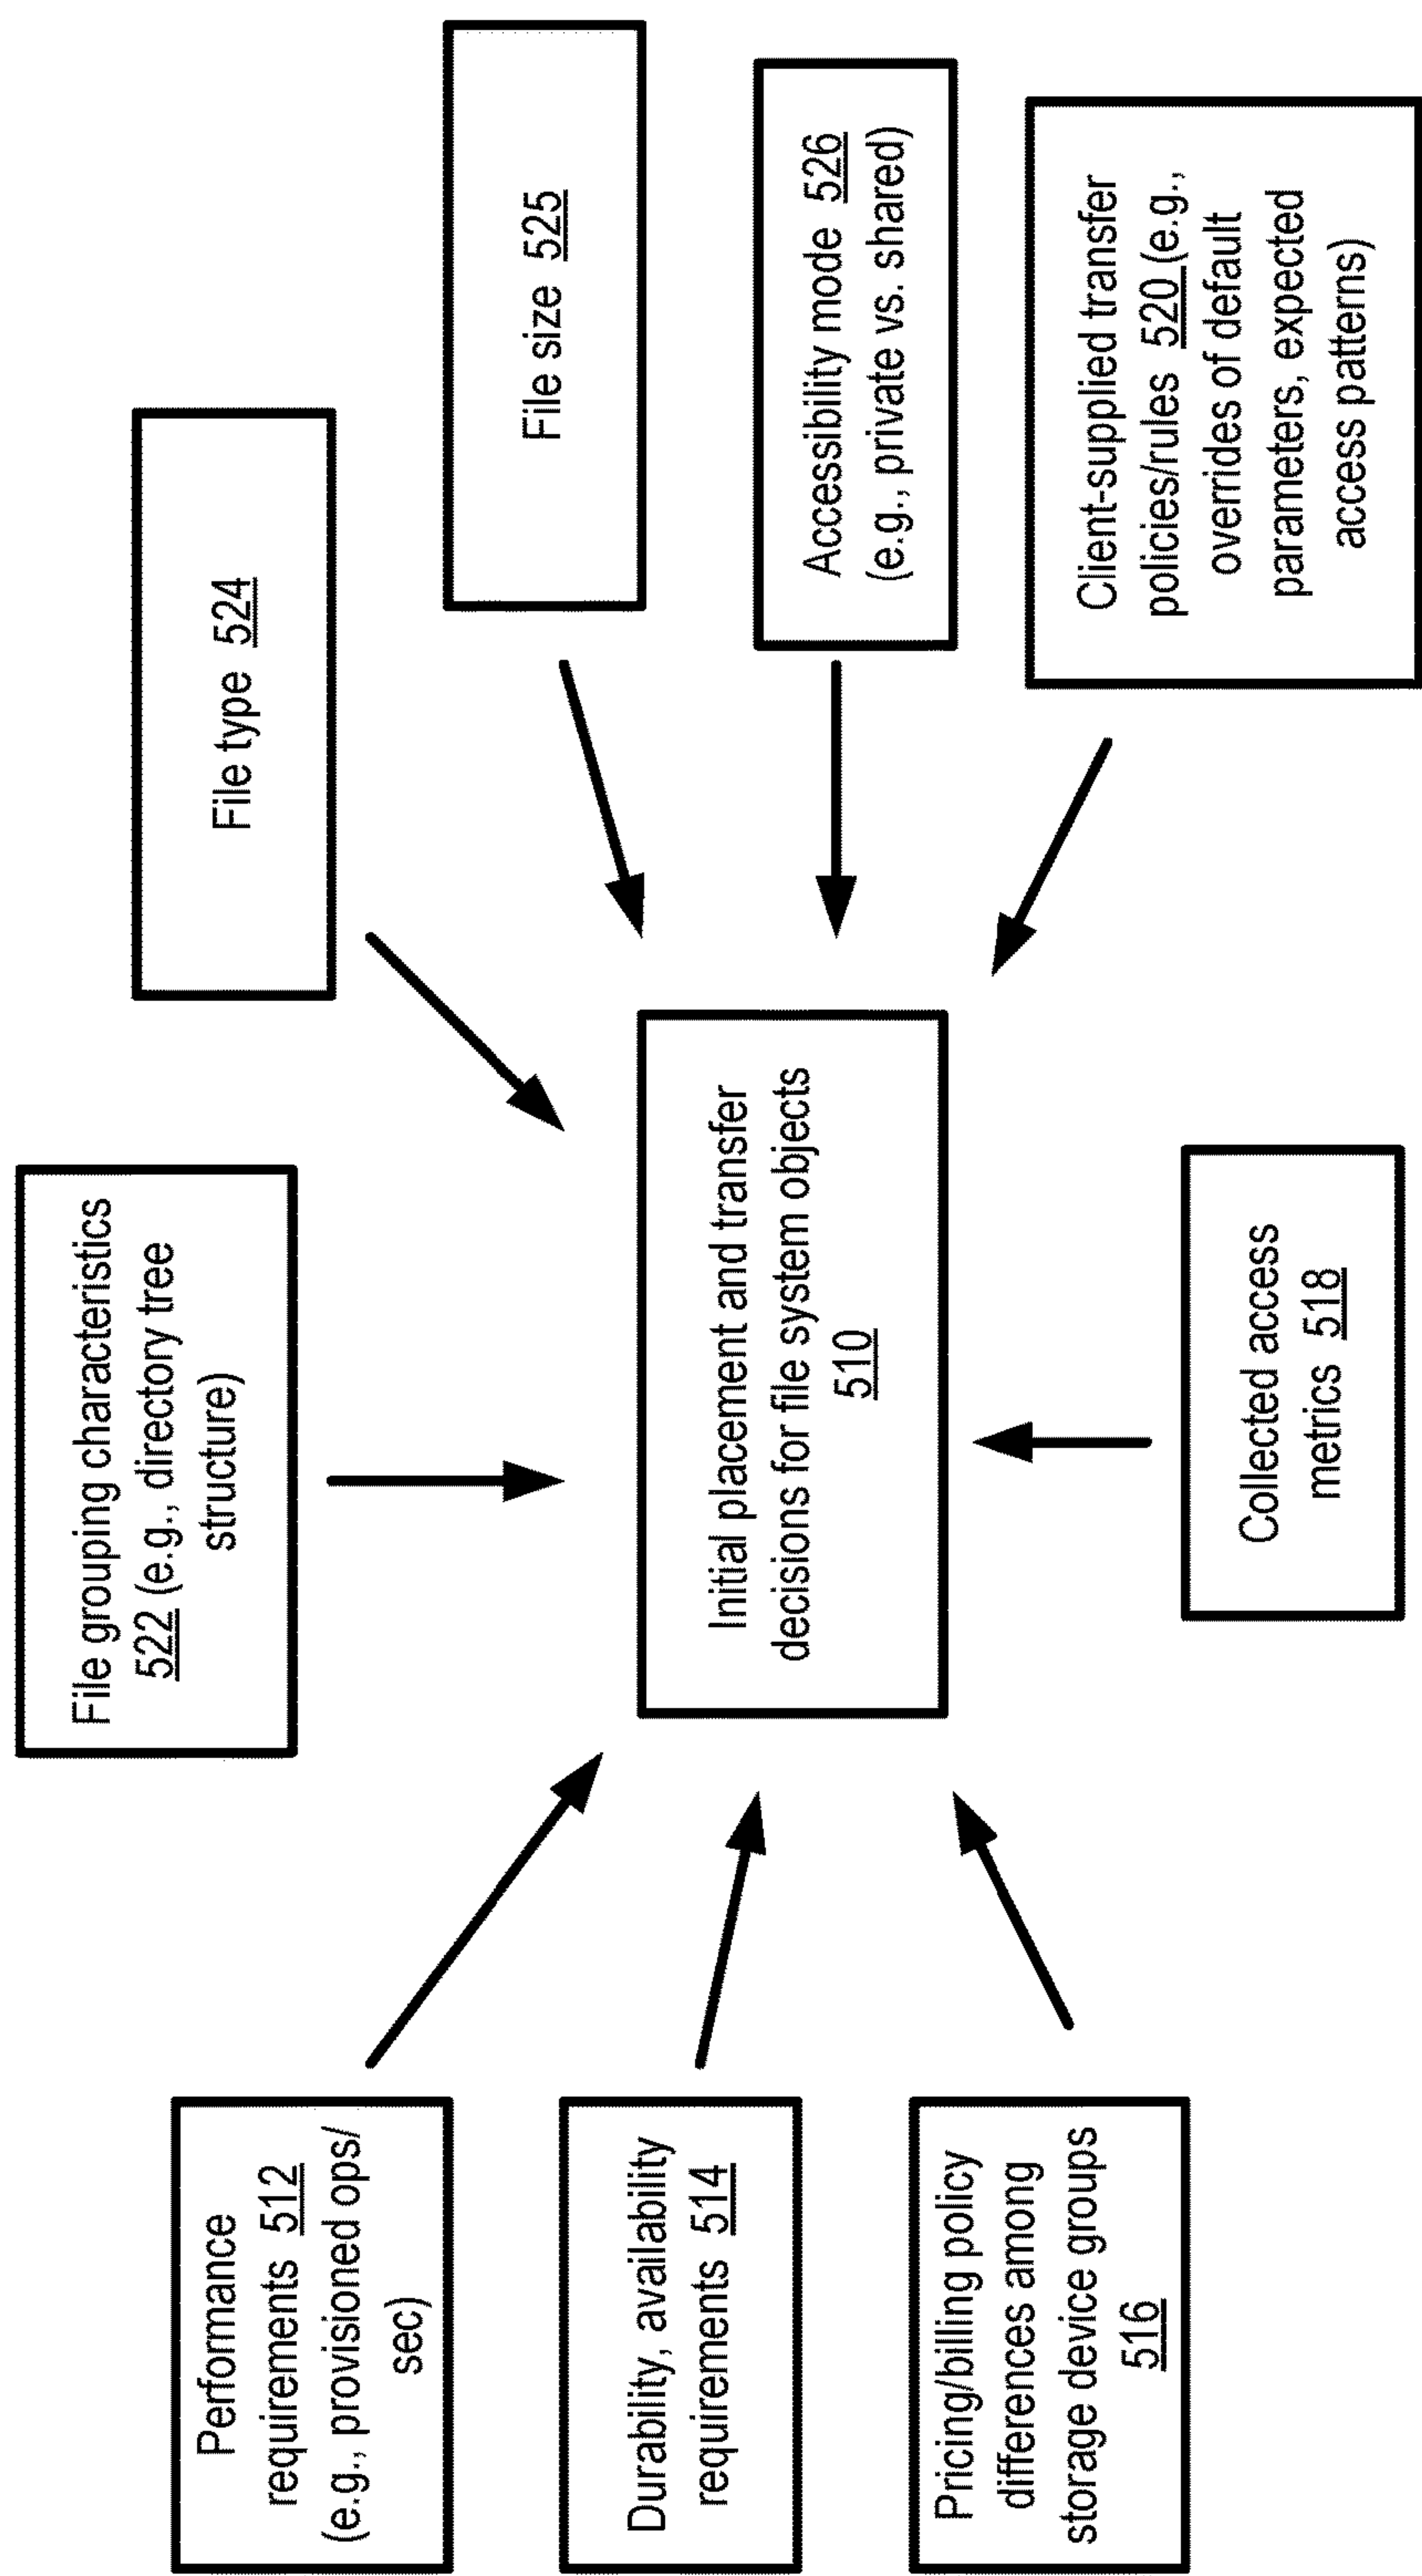 File grouping characteristics
522 (e.g., directory tree
structure)
File type 524
Performance
requirements 512
(e.g., provisioned ops/
sec)
File size 525
Durability, availability
requirements 514
Initial placement and transfer
decisions for file system objects
510
Accessibility mode 526
(e.g., private vs. shared)
Pricing/billing policy
differences among
storage device groups
516
Collected access
metrics 518
Client-supplied transfer
policies/rules 520 (e.g.,
overrides of default
parameters, expected
access patterns)